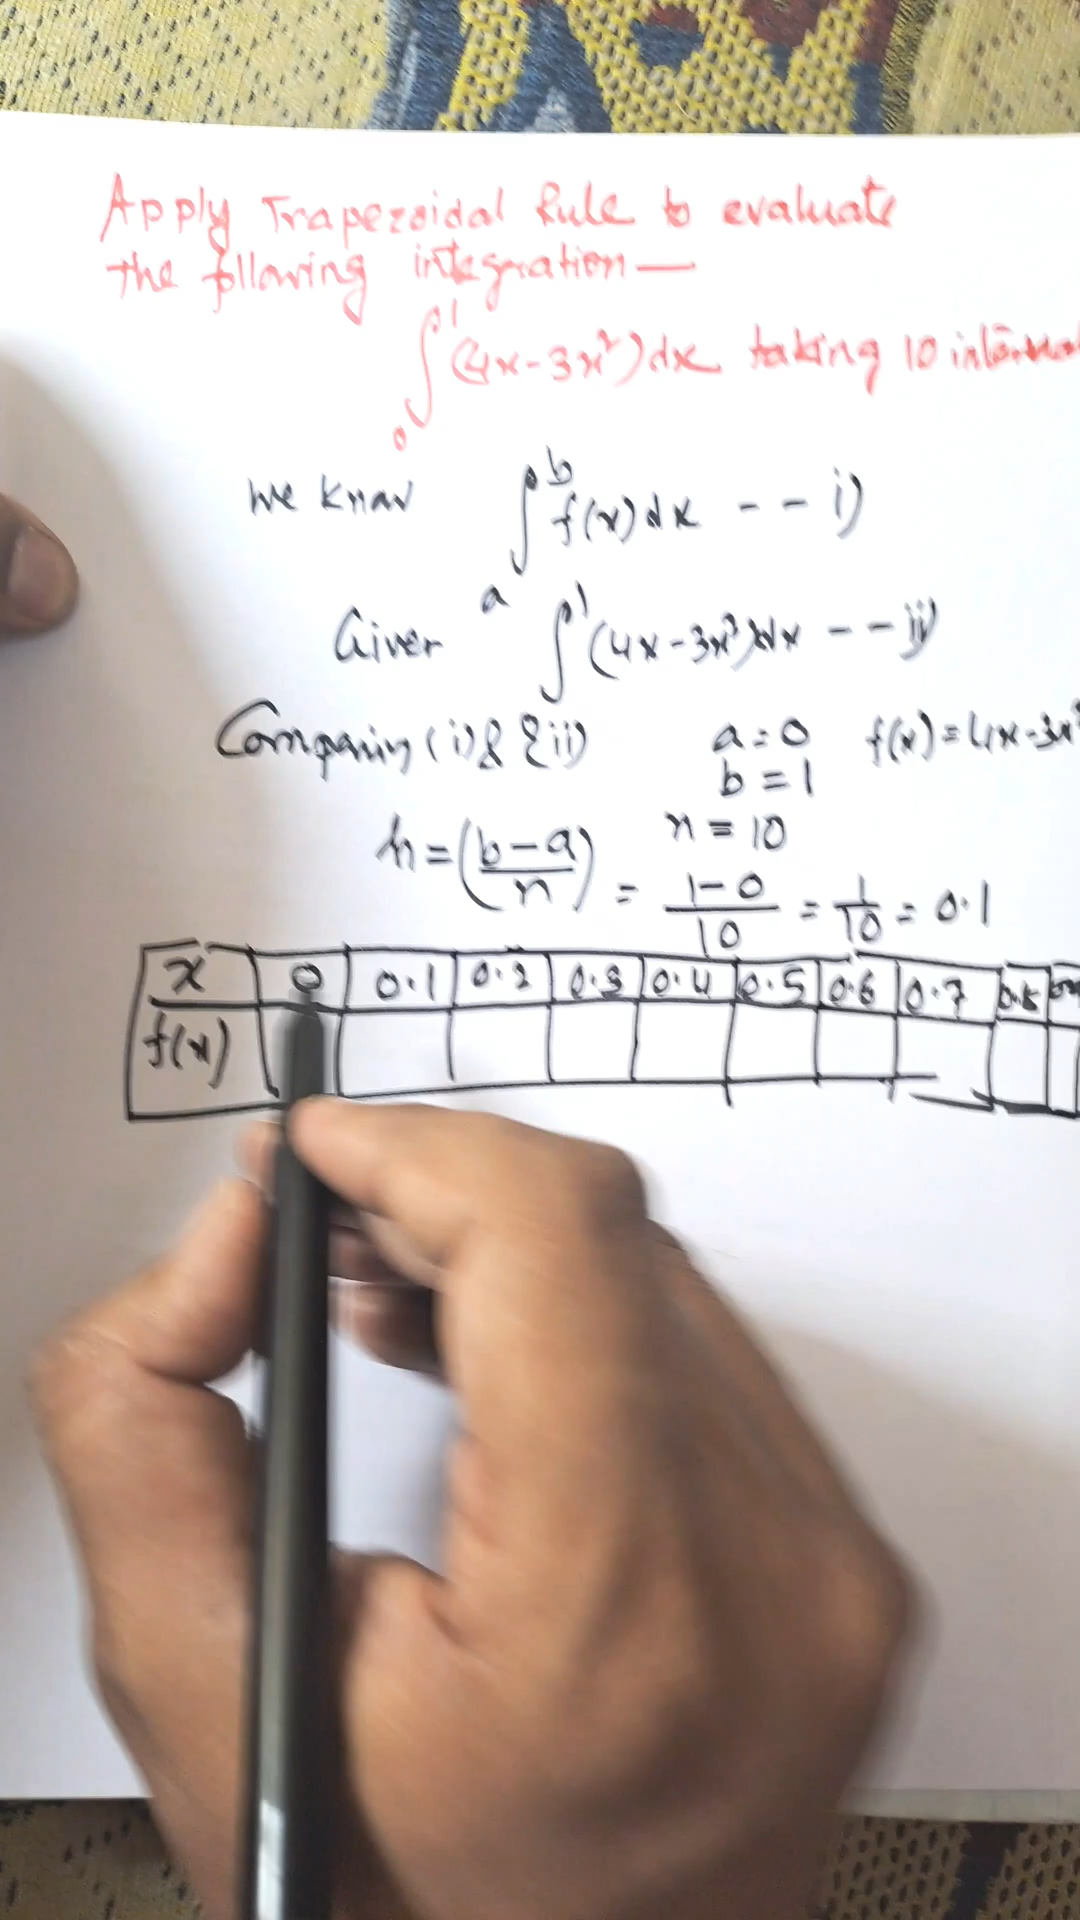 Apply Trapezoidal Rule to evaluate
the following integration —
∫₀¹ (4x-3x²)dx taking 10
We know ∫ₐᵇ f(x)dx -- i)
Given ∫¹ (4x-3x²)dx -- ii)
Comparing (i) & (ii) a=0 f(x)=4x-3x²
b=1
n=10
h=(b-a/n) = 1-0/10 = 1/10 = 0.1
x 0 0.1 0.2 0.3 0.4 0.5 0.6 0.7 0.8
f(x)